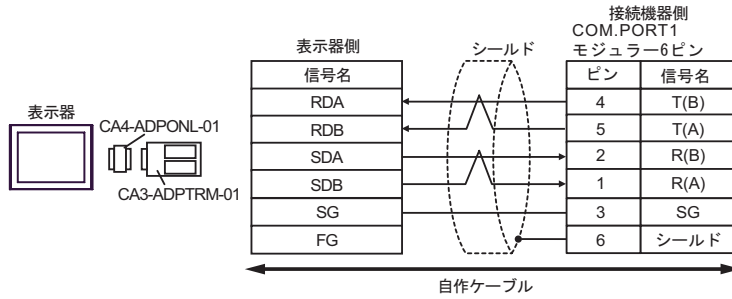 接続機器側
COM.PORT1
モジュラー6ピン
表示器側
シールド
信号名
ピン 信号名
RDA 4 T(B)
RDB 5 T(A)
SDA 2 R(B)
SDB 1 R(A)
SG 3 SG
FG 6 シールド
表示器
CA4-ADPONL-01
CA3-ADPTRM-01
自作ケーブル